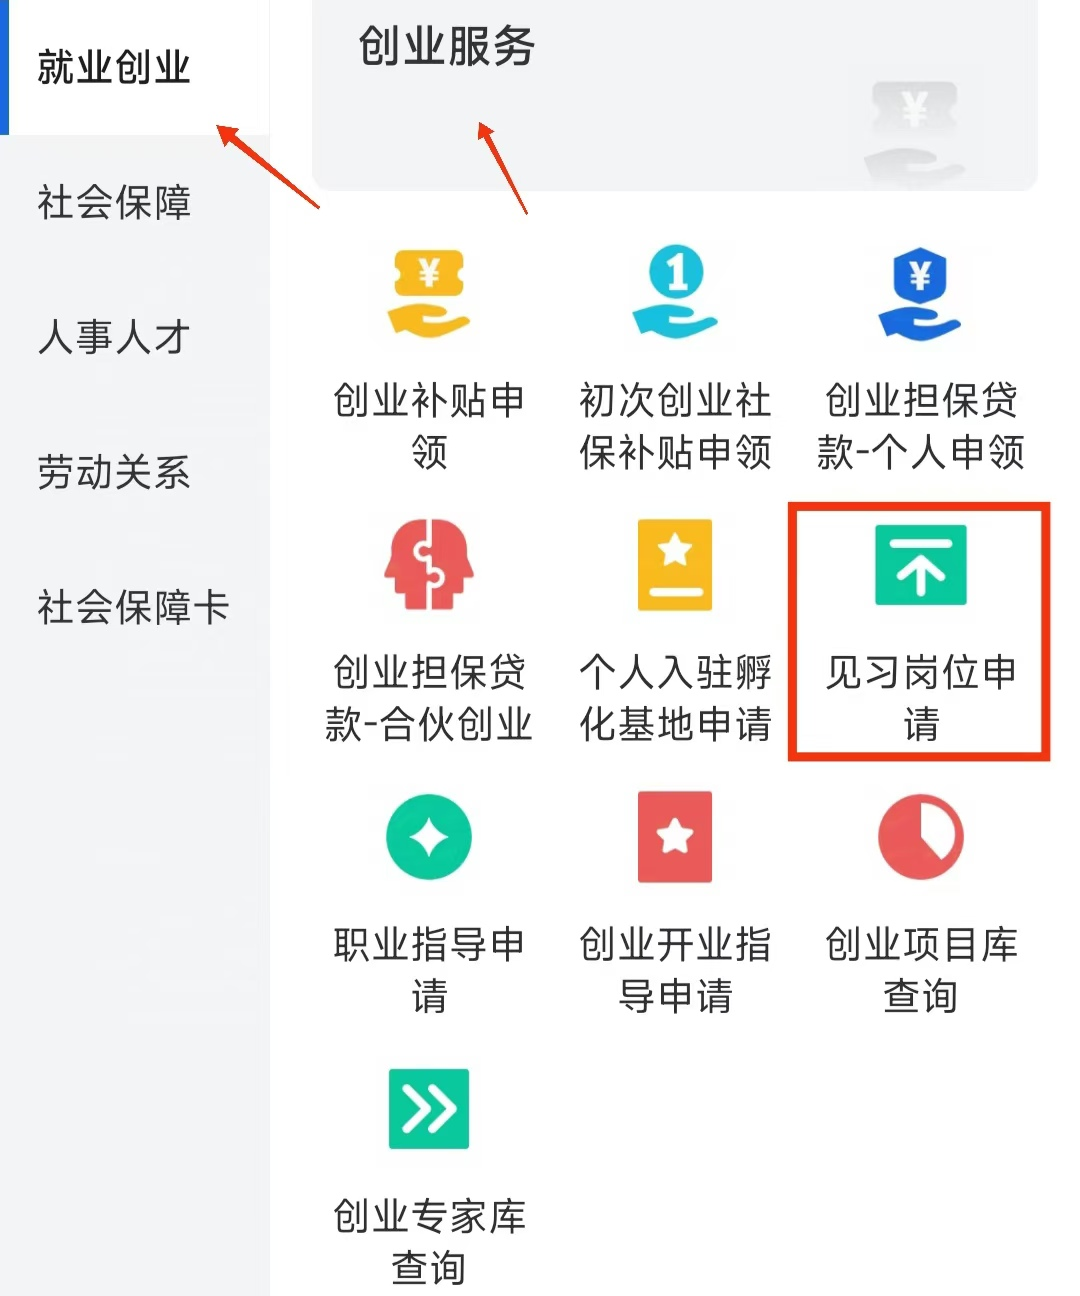 就业创业
社会保障
人事人才
劳动关系
社会保障卡
创业服务
¥
¥
1
¥
创业补贴申
领
初次创业社
保补贴申领
创业担保贷
款-个人申领
创业担保贷
款-合伙创业
个人入驻孵
化基地申请
见习岗位申
请
职业指导申
请
创业开业指
导申请
创业项目库
查询
创业专家库
查询